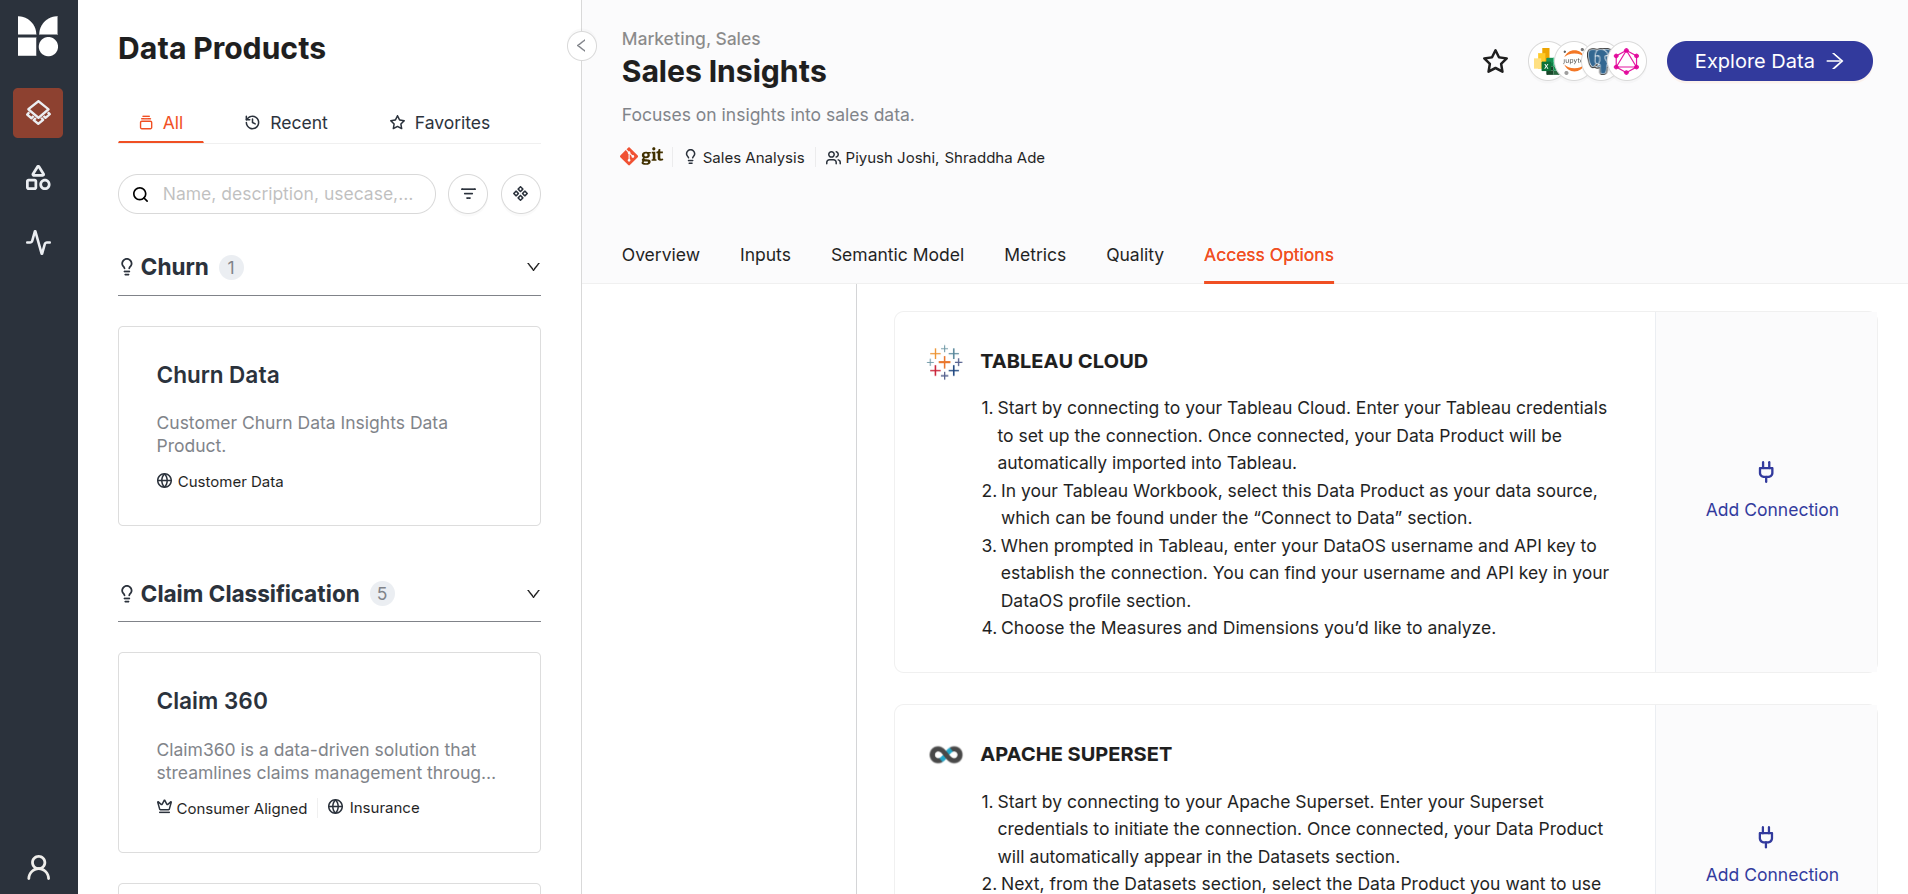 Data Products
All
Recent
Favorites
Name, description, usecase,...
Churn 1
Churn Data
Customer Churn Data Insights Data
Product.
Customer Data
Claim Classification 5
Claim 360
Claim360 is a data-driven solution that
streamlines claims management throug...
Consumer Aligned
Insurance
Marketing, Sales
Sales Insights
Focuses on insights into sales data.
git
Sales Analysis
Piyush Joshi, Shraddha Ade
jupyter
Explore Data
Overview
Inputs
Semantic Model
Metrics
Quality
Access Options
TABLEAU CLOUD
1. Start by connecting to your Tableau Cloud. Enter your Tableau credentials
to set up the connection. Once connected, your Data Product will be
automatically imported into Tableau.
2. In your Tableau Workbook, select this Data Product as your data source,
which can be found under the “Connect to Data” section.
3. When prompted in Tableau, enter your DataOS username and API key to
establish the connection. You can find your username and API key in your
DataOS profile section.
4. Choose the Measures and Dimensions you’d like to analyze.
Add Connection
APACHE SUPERSET
1. Start by connecting to your Apache Superset. Enter your Superset
credentials to initiate the connection. Once connected, your Data Product
will automatically appear in the Datasets section.
2. Next, from the Datasets section, select the Data Product you want to use
Add Connection